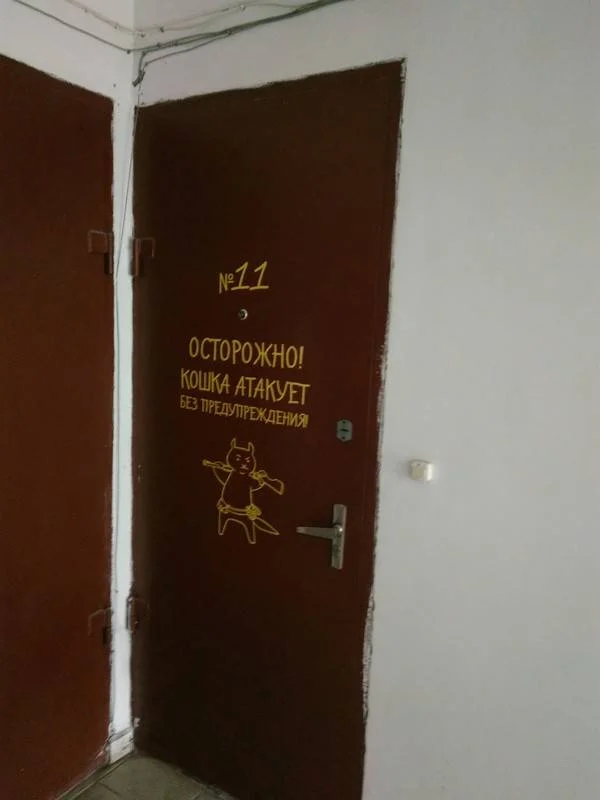 №11
ОСТОРОЖНО!
КОШКА АТАКУЕТ
БЕЗ ПРЕДУПРЕЖДЕНИЯ!